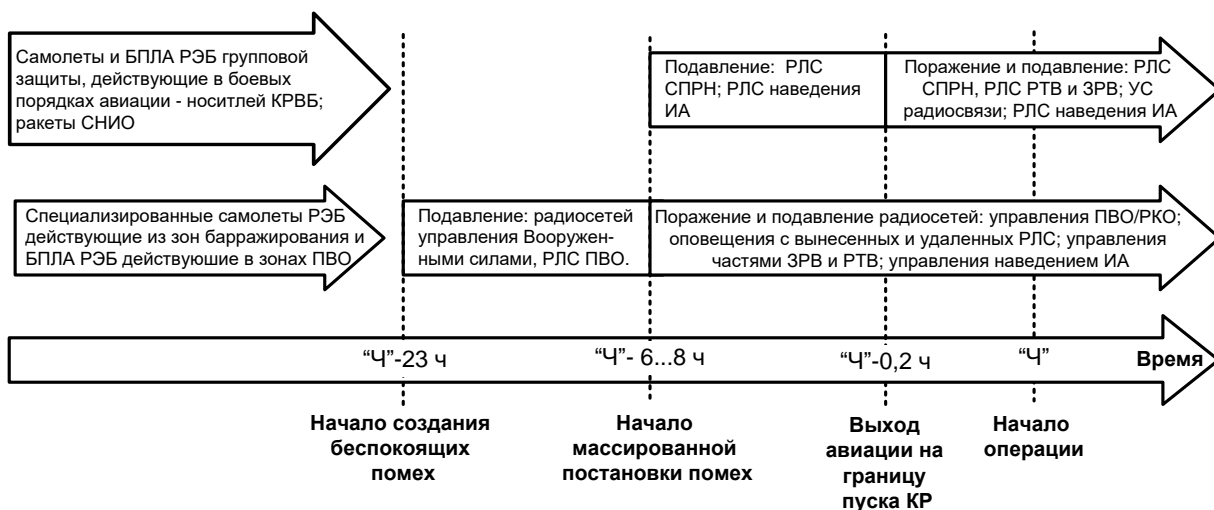 Самолеты и БПЛА РЭБ групповой
защиты, действующие в боевых
порядках авиации - носитлей КРВБ;
ракеты СНИО
Подавление: РЛС
СПРН; РЛС наведения
ИА
Поражение и подавление: РЛС
СПРН, РЛС РТВ и ЗРВ; УС
радиосвязи; РЛС наведения ИА
Специализированные самолеты РЭБ
действующие из зон барражирования и
БПЛА РЭБ действуюшие в зонах ПВО
Подавление: радиосетей
управления Вооружен-
ными силами, РЛС ПВО.
Поражение и подавление радиосетей: управления ПВО/РКО;
оповещения с вынесенных и удаленных РЛС; управления
частями ЗРВ и РТВ; управления наведением ИА
“Ч”-23 ч
“Ч”- 6...8 ч
“Ч”-0,2 ч
“Ч”
Время
Начало создания
беспокоящих
помех
Начало
массированной
постановки помех
Выход
авиации на
границу
пуска КР
Начало
операции